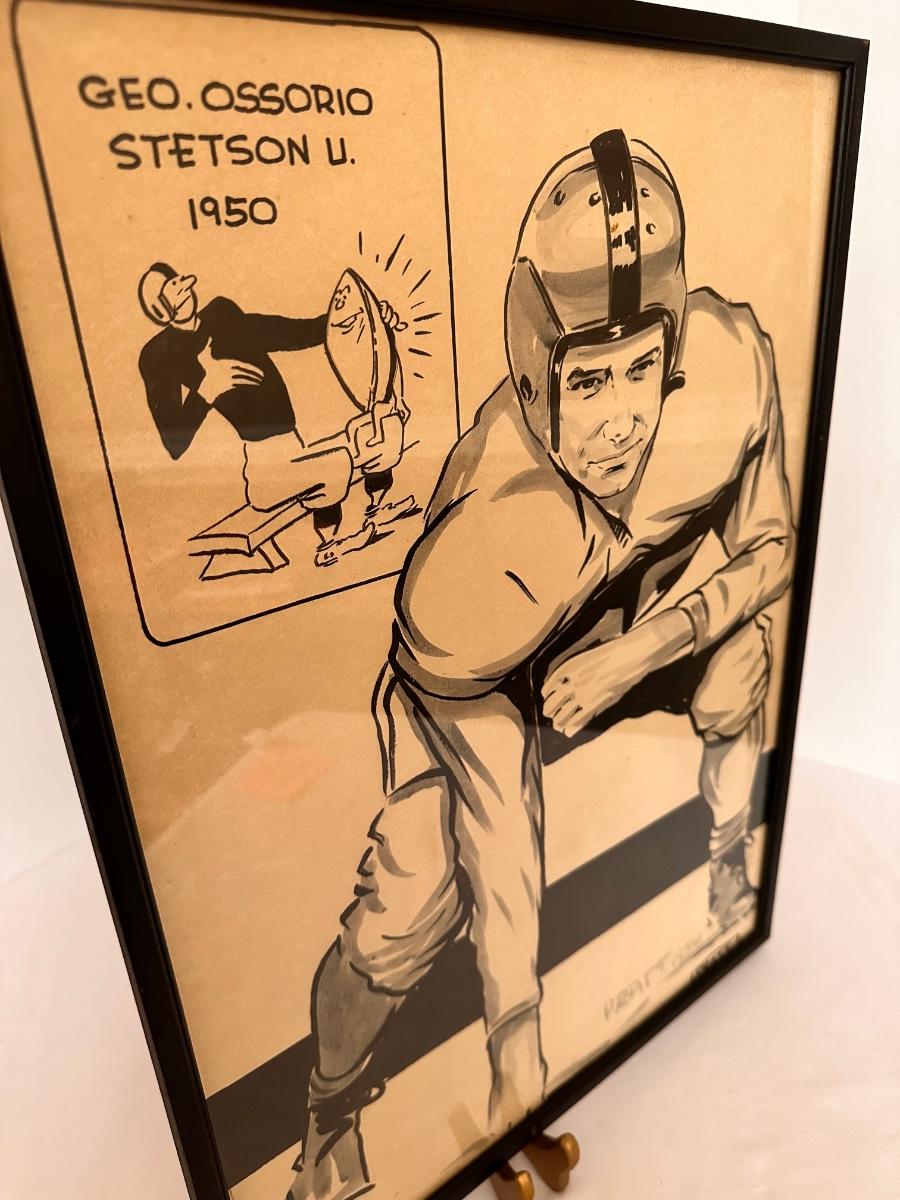 GEO. OSSORIO
STETSON U.
1950